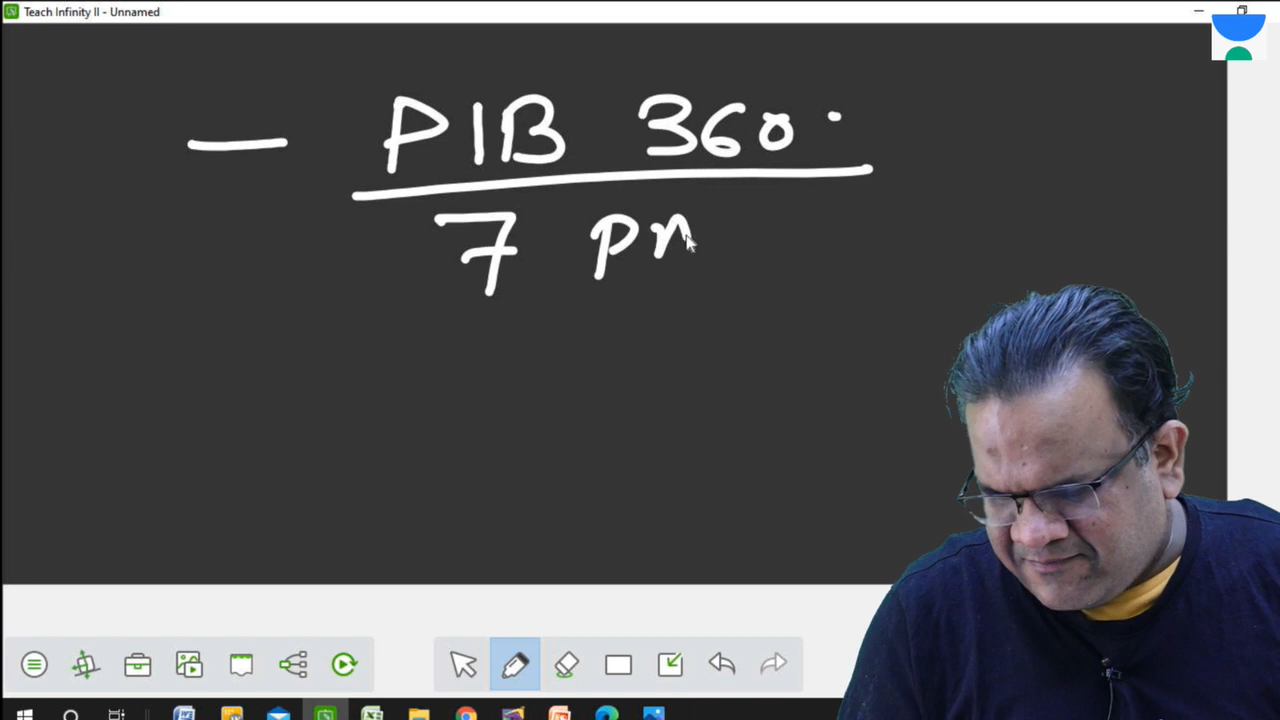 Teach Infinity II - Unnamed
— PIB 360°
7 pm